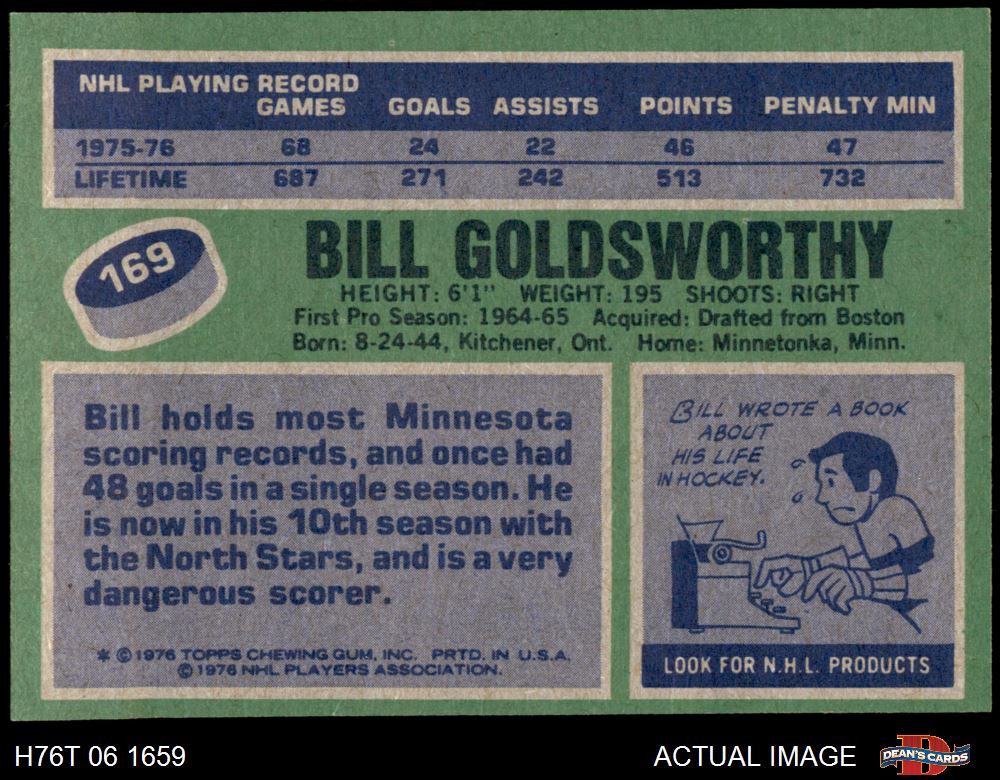 NHL PLAYING RECORD
GAMES GOALS ASSISTS POINTS PENALTY MIN
1975-76 68 24 22 46 47
LIFETIME 687 271 242 513 732
169
BILL GOLDSWORTHY
HEIGHT: 6'1" WEIGHT: 195 SHOOTS: RIGHT
First Pro Season: 1964-65 Acquired: Drafted from Boston
Born: 8-24-44, Kitchener, Ont. Home: Minnetonka, Minn.
Bill holds most Minnesota
scoring records, and once had
48 goals in a single season. He
is now in his 10th season with
the North Stars, and is a very
dangerous scorer.
* © 1976 TOPPS CHEWING GUM, INC. PRTD. IN U.S.A.
© 1976 NHL PLAYERS ASSOCIATION.
BILL WROTE A BOOK
ABOUT
HIS LIFE
IN HOCKEY.
LOOK FOR N.H.L. PRODUCTS
H76T 06 1659
ACTUAL IMAGE
D
DEAN'S CARDS